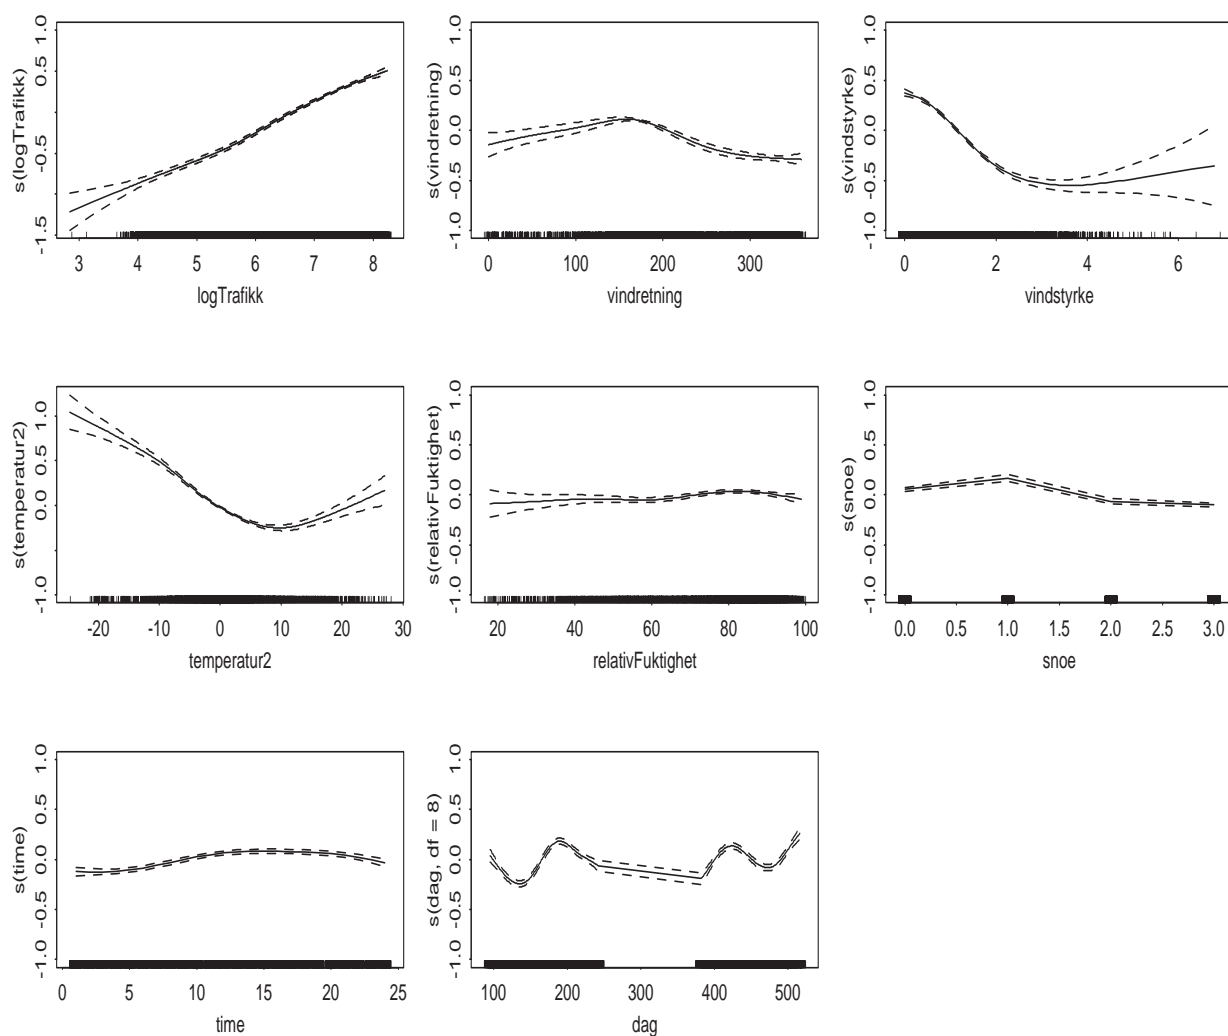 s(logTrafikk)
1.0
0.5
-0.5
-1.5
3 4 5 6 7 8
logTrafikk
s(vindretning)
1.0
0.5
0.0
-0.5
-1.0
0 100 200 300
vindretning
s(vindstyrke)
1.0
0.5
0.0
-0.5
-1.0
0 2 4 6
vindstyrke
s(temperatur2)
1.0
0.5
0.0
-1.0
-20 -10 0 10 20 30
temperatur2
s(relativFuktighet)
1.0
0.5
0.0
-0.5
-1.0
20 40 60 80 100
relativFuktighet
s(snoe)
1.0
0.5
0.0
-0.5
-1.0
0.0 0.5 1.0 1.5 2.0 2.5 3.0
snoe
s(time)
1.0
0.5
0.0
-1.0
0 5 10 15 20 25
time
s(dag, df = 8)
1.0
0.5
0.0
-0.5
-1.0
100 200 300 400 500
dag